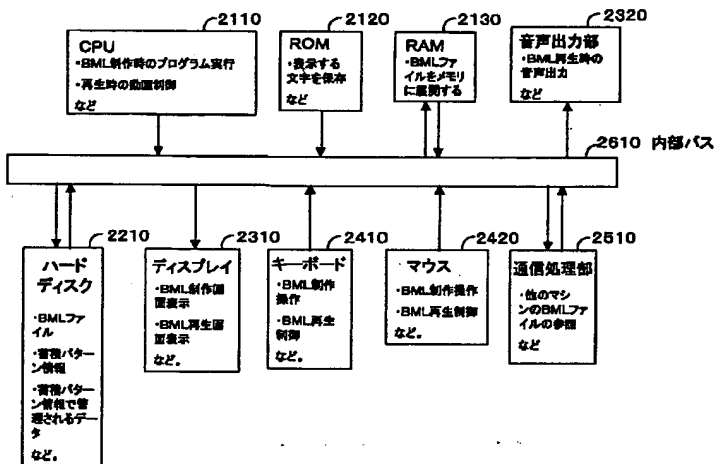 2110
CPU
・BML制作時のプログラム実行
・再生時の動画制御
など
2120
ROM
・表示する
文字を保存
など
2130
RAM
・BMLファ
イルをメモリ
に展開する
2320
音声出力部
・BML再生時の
音声出力
など
2610 内部バス
2210
ハード
ディスク
・BMLファ
イル
・蓄積パター
ン情報
・蓄積パター
ン情報で管
理されるデー
タ
など。
2310
ディスプレイ
・BML制作画
面表示
・BML再生画
面表示
など。
2410
キーボード
・BML制作
操作
・BML再生
制御
など。
2420
マウス
・BML制作操作
・BML再生制御
など。
2510
通信処理部
・他のマシ
ンのBMLファ
イルの参照
など